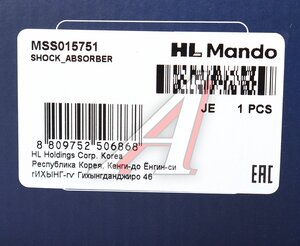 MSS015751
SHOCK_ABSORBER
HL Mando
JE 1 PCS
8 809752 506868
HL Holdings Corp. Korea
Республика Корея, Кенги-до Ёнгин-си
гИХЫНГ-гу Гихынгданджиро 46
EAC